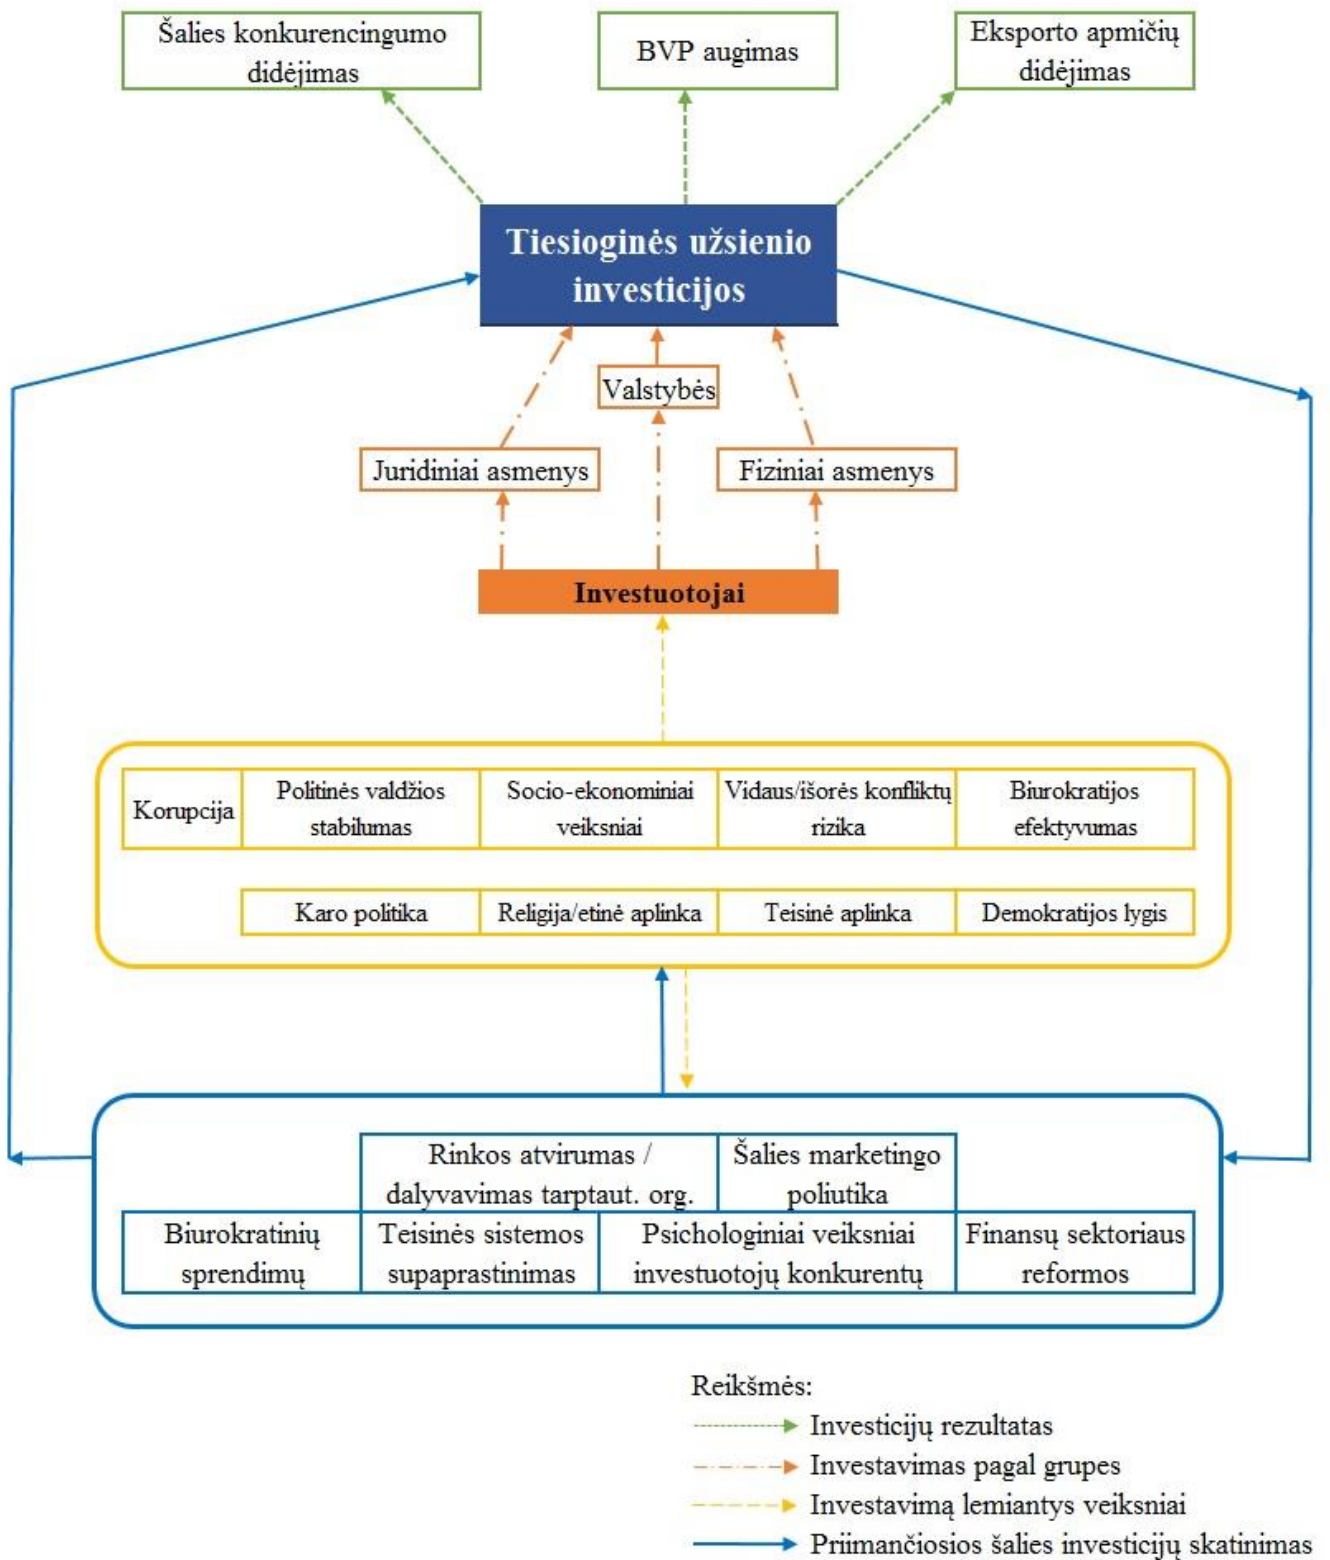 Šalies konkurencingumo
didėjimas
BVP augimas
Eksporto apmičių
didėjimas
Tiesioginės užsienio
investicijos
Valstybės
Juridiniai asmenys
Fiziniai asmenys
Investuotojai
Korupcija
Politinės valdžios
stabilumas
Socio-ekonominiai
veiksniai
Vidaus/išorės konfliktų
rizika
Biurokratijos
efektyvumas
Karo politika
Religija/etinė aplinka
Teisinė aplinka
Demokratijos lygis
Rinkos atvirumas /
dalyvavimas tarptaut. org.
Šalies marketingo
poliutika
Biurokratinių
sprendimų
Teisinės sistemos
supaprastinimas
Psichologiniai veiksniai
investuotojų konkurentų
Finansų sektoriaus
reformos
Reikšmės:
Investicijų rezultatas
Investavimas pagal grupes
Investavimą lemiantys veiksniai
Priimančiosios šalies investicijų skatinimas